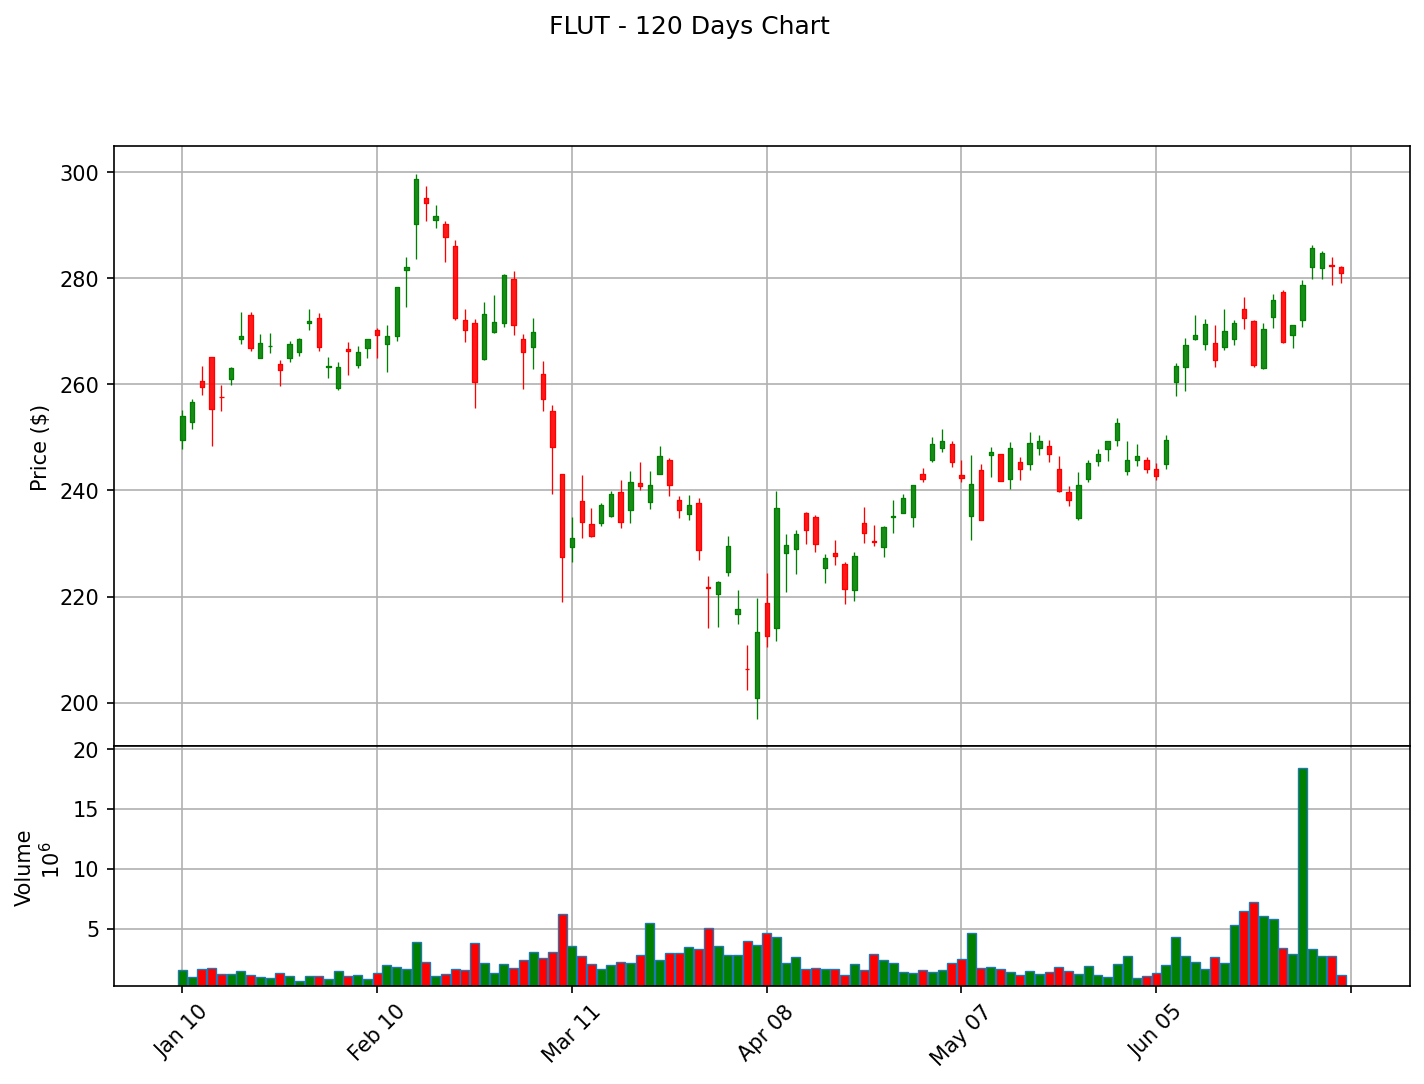 FLUT - 120 Days Chart
Price ($)
300
280
260
240
220
200
Volume
10⁶
20
15
10
5
Jan 10
Feb 10
Mar 11
Apr 08
May 07
Jun 05